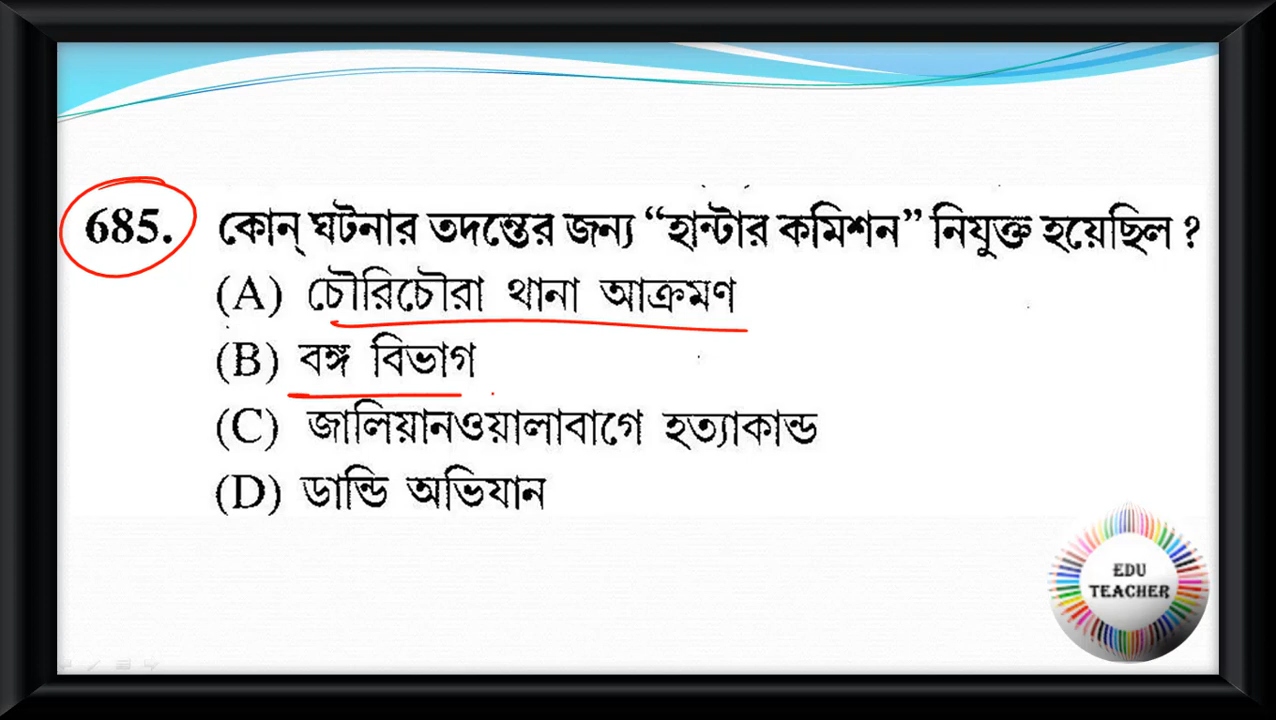 685. কোন্ ঘটনার তদন্তের জন্য “হান্টার কমিশন” নিযুক্ত হয়েছিল ?
(A) চৌরিচৌরা থানা আক্রমণ
(B) বঙ্গ বিভাগ
(C) জালিয়ানওয়ালাবাগে হত্যাকান্ড
(D) ডান্ডি অভিযান
EDU
TEACHER